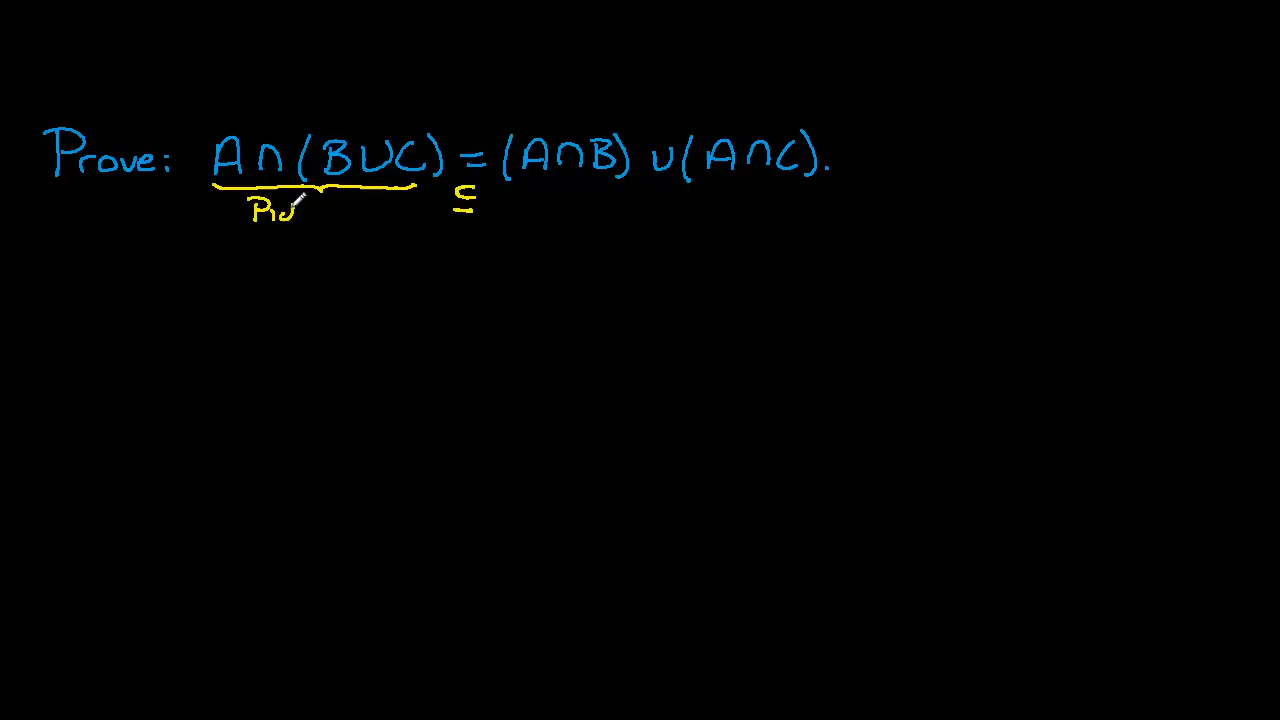 Prove: A∩(B∪C) = (A∩B) ∪ (A∩C).
⊆